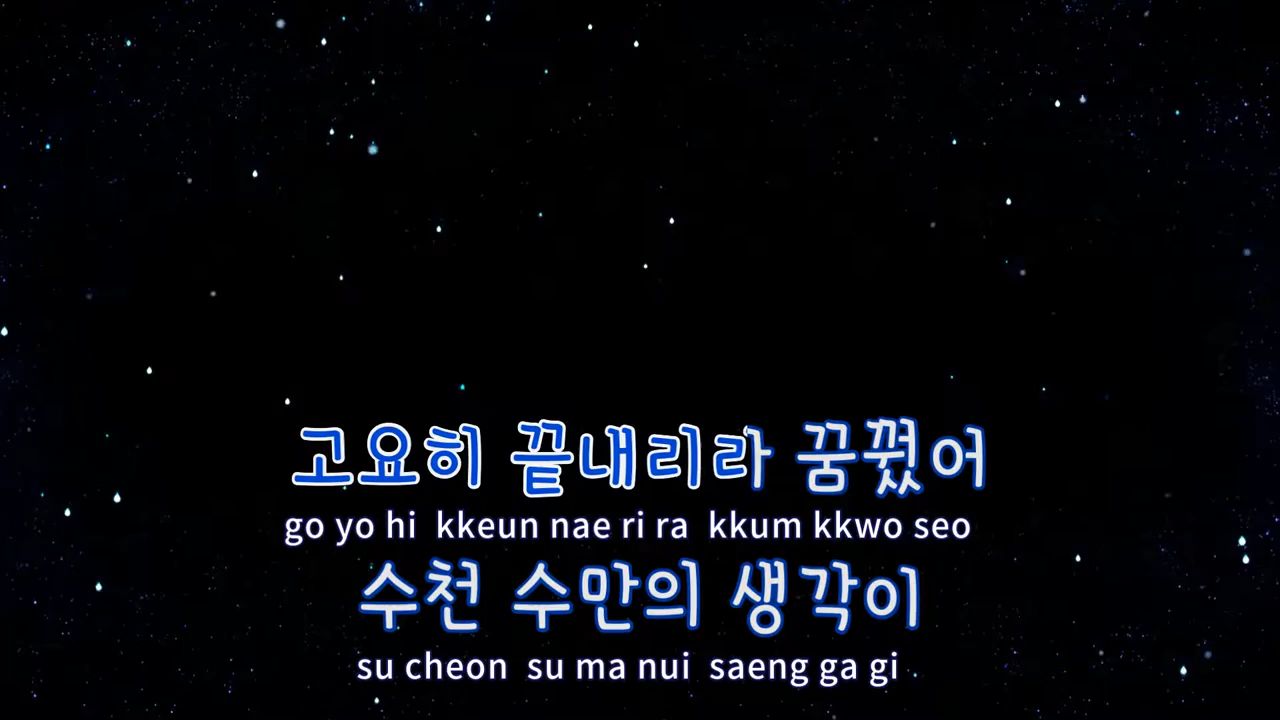 고요히 끝내리라 꿈꿨어
go yo hi kkeun nae ri ra kkum kkwo seo
수천 수만의 생각이
su cheon su ma nui saeng ga gi